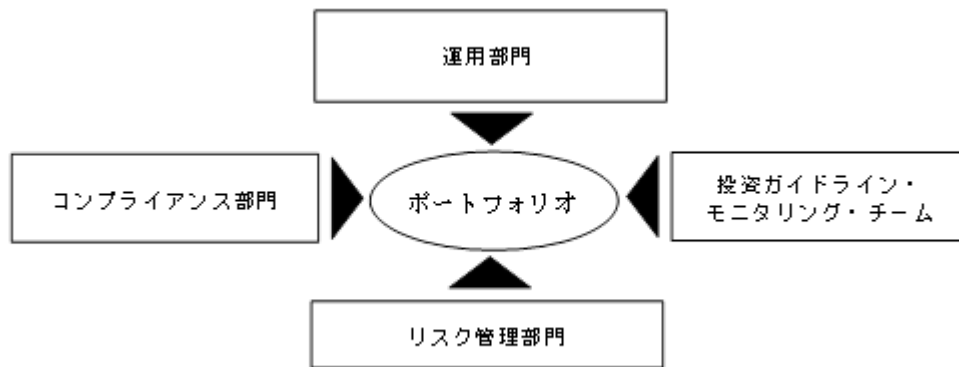 運用部門
コンプライアンス部門
ポートフォリオ
投資ガイドライン・
モニタリング・チーム
リスク管理部門